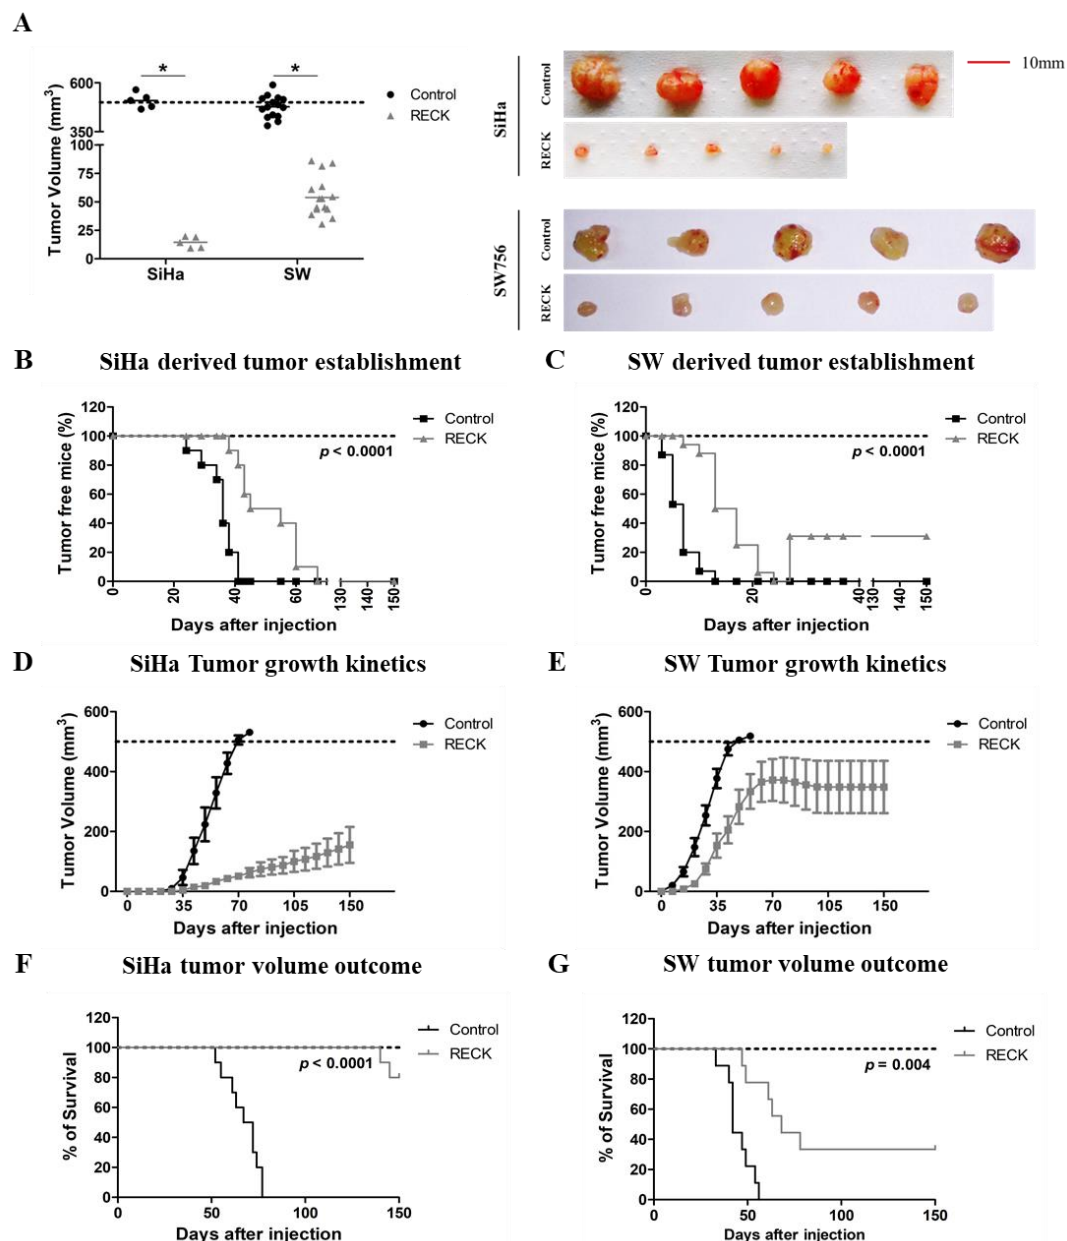 A
Tumor Volume (mm3)
600
350
100
75
50
25
0
*
*
Control
RECK
SiHa
SW
SiHa
Control
RECK
10mm
SW756
Control
RECK
B
SiHa derived tumor establishment
Tumor free mice (%)
120
100
80
60
40
20
0
p < 0.0001
Control
RECK
0 20 40 60 130 140 150
Days after injection
C
SW derived tumor establishment
Tumor free mice (%)
120
100
80
60
40
20
0
p < 0.0001
Control
RECK
0 20 40 130 140 150
Days after injection
D
SiHa Tumor growth kinetics
Tumor Volume (mm3)
600
400
200
0
Control
RECK
0 35 70 105 150
Days after injection
E
SW Tumor growth kinetics
Tumor Volume (mm3)
600
400
200
0
Control
RECK
0 35 70 105 150
Days after injection
F
SiHa tumor volume outcome
% of Survival
120
100
80
60
40
20
0
p < 0.0001
Control
RECK
0 50 100 150
Days after injection
G
SW tumor volume outcome
% of Survival
120
100
80
60
40
20
0
p = 0.004
Control
RECK
0 50 100 150
Days after injection